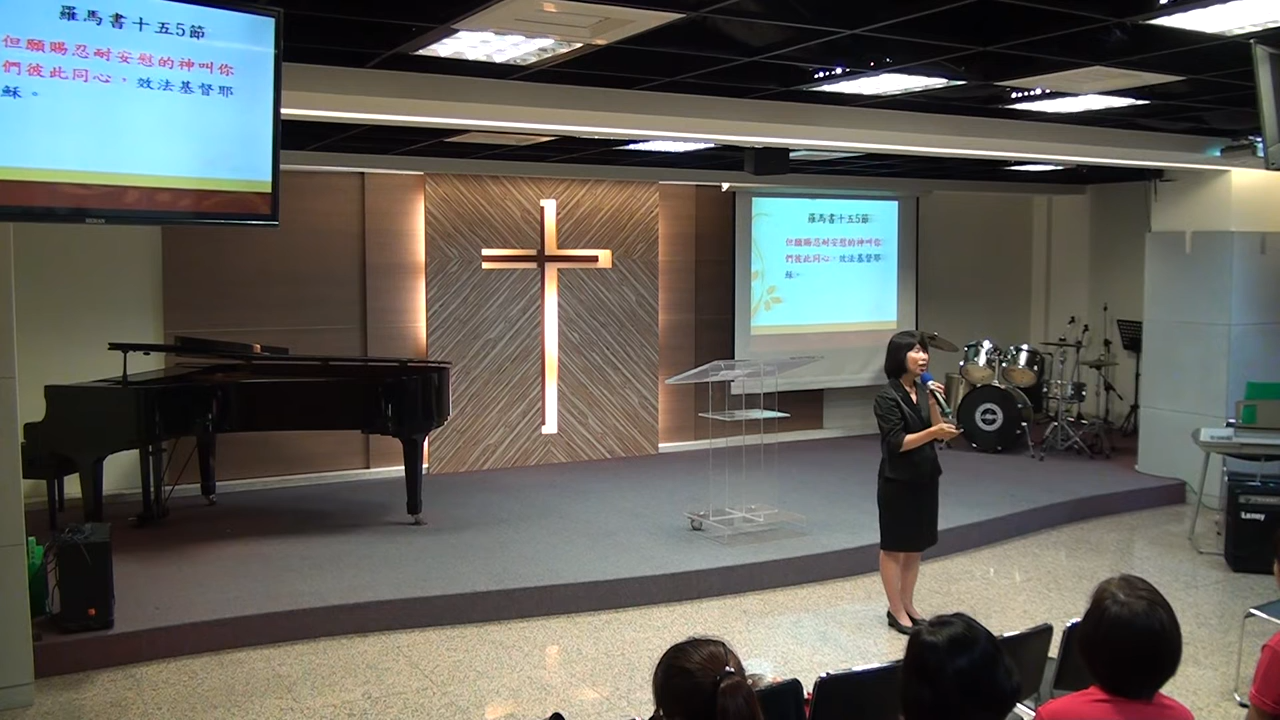 羅馬書十五5節
但願賜忍耐安慰的神叫你
們彼此同心，效法基督耶
穌。
羅馬書十五5節
但願賜忍耐安慰的神叫你
們彼此同心，效法基督耶
穌。
Laney